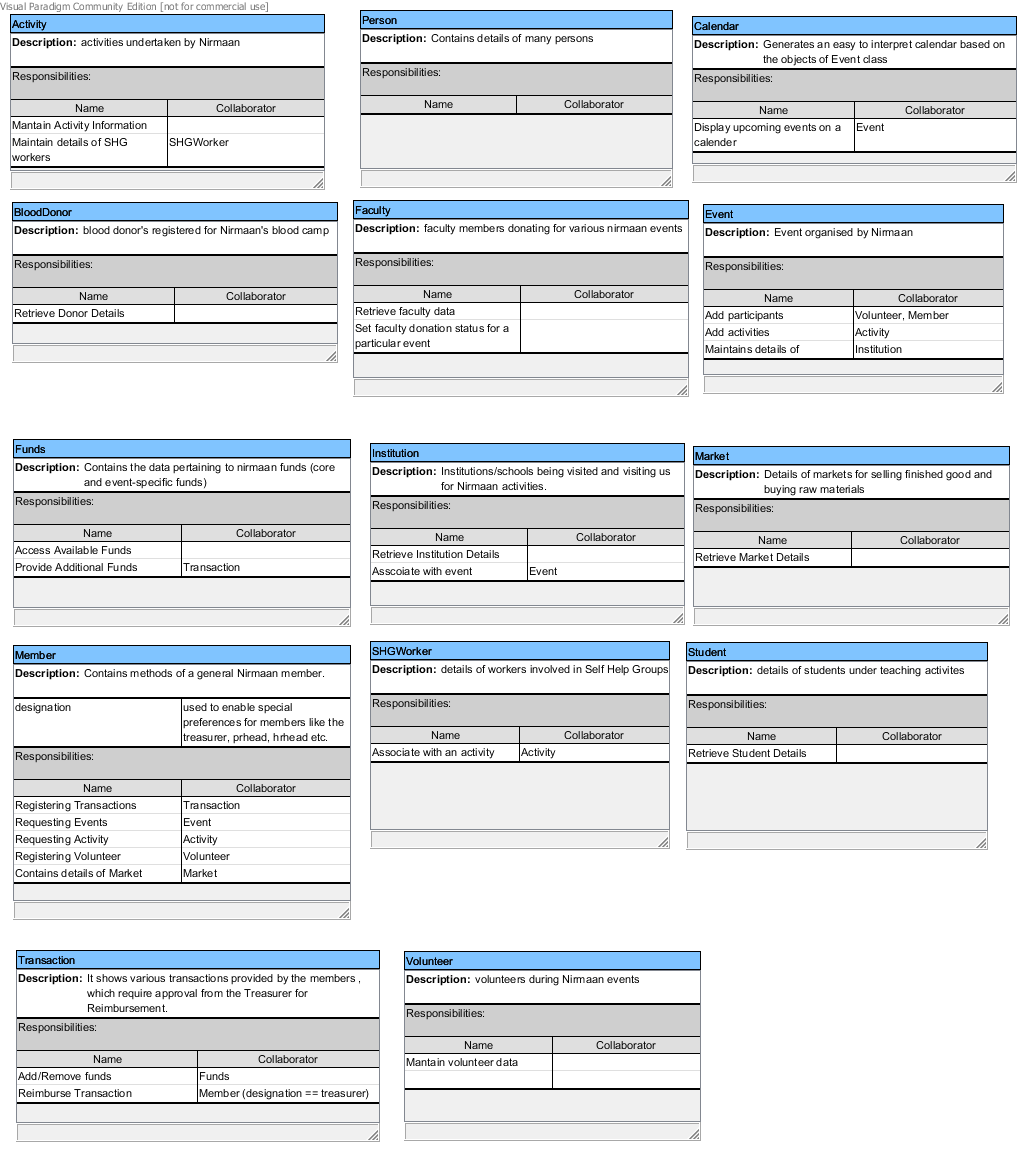 Visual Paradigm Community Edition [not for commercial use]
Activity
Description: activities undertaken by Nirmaan
Responsibilities:
Name Collaborator
Mantain Activity Information
Maintain details of SHG
workers
SHGWorker
Person
Description: Contains details of many persons
Responsibilities:
Name Collaborator
Calendar
Description: Generates an easy to interpret calendar based on
the objects of Event class
Responsibilities:
Name Collaborator
Display upcoming events on a
calender
Event
BloodDonor
Description: blood donor's registered for Nirmaan's blood camp
Responsibilities:
Name Collaborator
Retrieve Donor Details
Faculty
Description: faculty members donating for various nirmaan events
Responsibilities:
Name Collaborator
Retrieve faculty data
Set faculty donation status for a
particular event
Event
Description: Event organised by Nirmaan
Responsibilities:
Name Collaborator
Add participants Volunteer, Member
Add activities Activity
Maintains details of Institution
Funds
Description: Contains the data pertaining to nirmaan funds (core
and event-specific funds)
Responsibilities:
Name Collaborator
Access Available Funds
Provide Additional Funds Transaction
Institution
Description: Institutions/schools being visited and visiting us
for Nirmaan activities.
Responsibilities:
Name Collaborator
Retrieve Institution Details
Asscoiate with event Event
Market
Description: Details of markets for selling finished good and
buying raw materials
Responsibilities:
Name Collaborator
Retrieve Market Details
Member
Description: Contains methods of a general Nirmaan member.
designation used to enable special
preferences for members like the
treasurer, prhead, hrhead etc.
Responsibilities:
Name Collaborator
Registering Transactions Transaction
Requesting Events Event
Requesting Activity Activity
Registering Volunteer Volunteer
Contains details of Market Market
SHGWorker
Description: details of workers involved in Self Help Groups
Responsibilities:
Name Collaborator
Associate with an activity Activity
Student
Description: details of students under teaching activites
Responsibilities:
Name Collaborator
Retrieve Student Details
Transaction
Description: It shows various transactions provided by the members ,
which require approval from the Treasurer for
Reimbursement.
Responsibilities:
Name Collaborator
Add/Remove funds Funds
Reimburse Transaction Member (designation == treasurer)
Volunteer
Description: volunteers during Nirmaan events
Responsibilities:
Name Collaborator
Mantain volunteer data